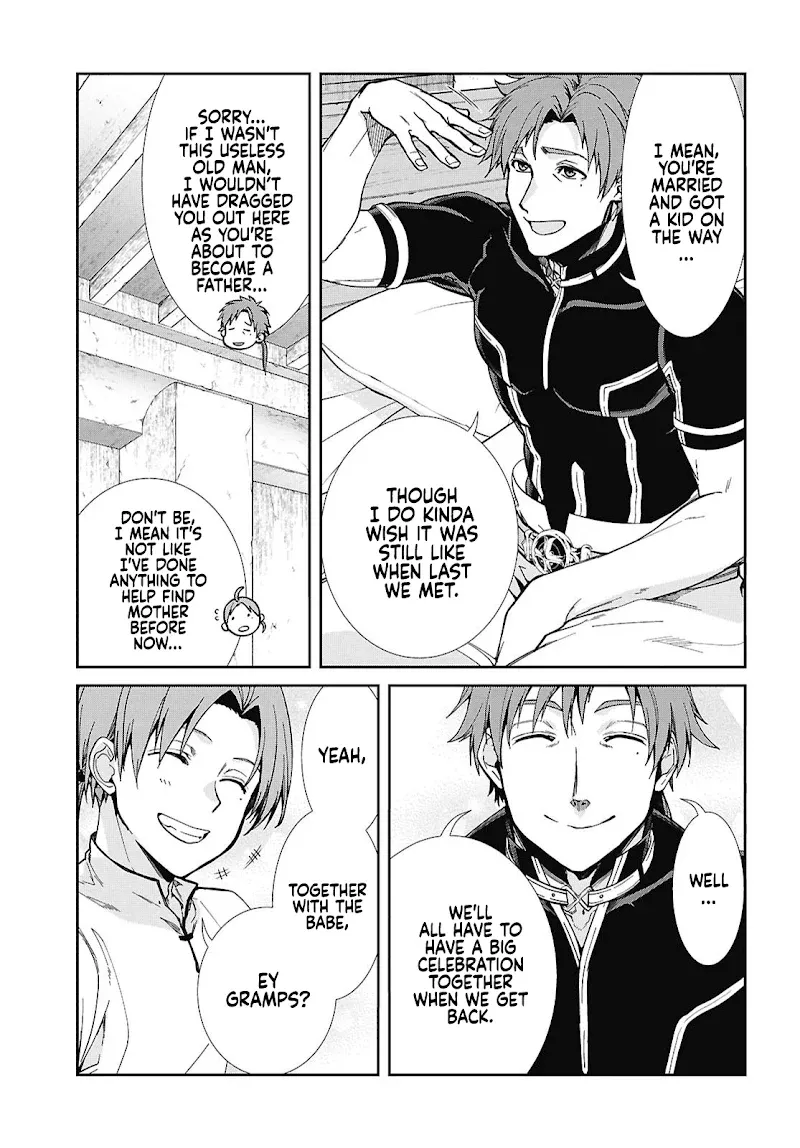 I MEAN,
YOU'RE
MARRIED
AND GOT
A KID ON
THE WAY
...
THOUGH
I DO KINDA
WISH IT WAS
STILL LIKE
WHEN LAST
WE MET.
SORRY...
IF I WASN'T
THIS USELESS
OLD MAN,
I WOULDN'T
HAVE DRAGGED
YOU OUT HERE
AS YOU'RE
ABOUT TO
BECOME A
FATHER...
DON'T BE,
I MEAN IT'S
NOT LIKE
I'VE DONE
ANYTHING TO
HELP FIND
MOTHER
BEFORE
NOW...
WELL
...
WE'LL
ALL HAVE TO
HAVE A BIG
CELEBRATION
TOGETHER
WHEN WE GET
BACK.
YEAH,
TOGETHER
WITH THE
BABE,
EY
GRAMPS?